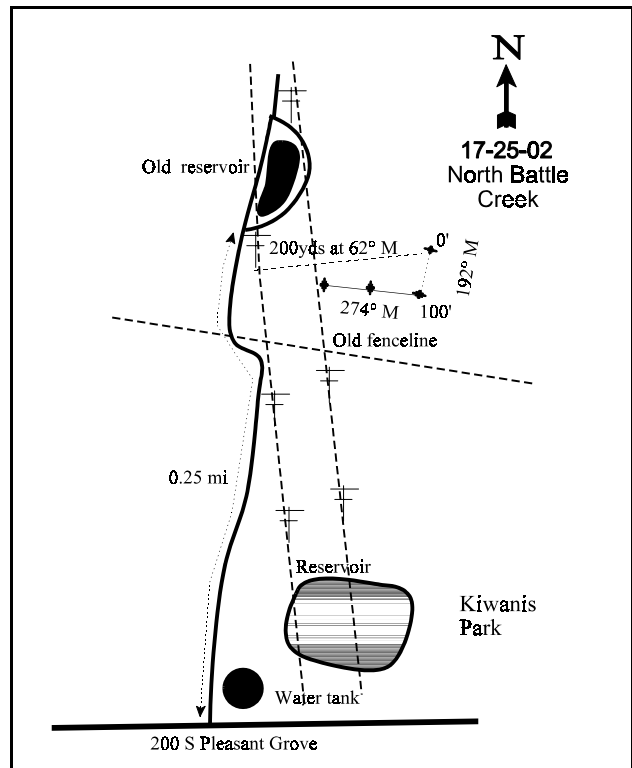 N
17-25-02
North Battle
Creek
Old reservoir
200yds at 62° M
0'
192° M
274° M
100'
Old fenceline
0.25 mi
Reservoir
Kiwanis
Park
Water tank
200 S Pleasant Grove